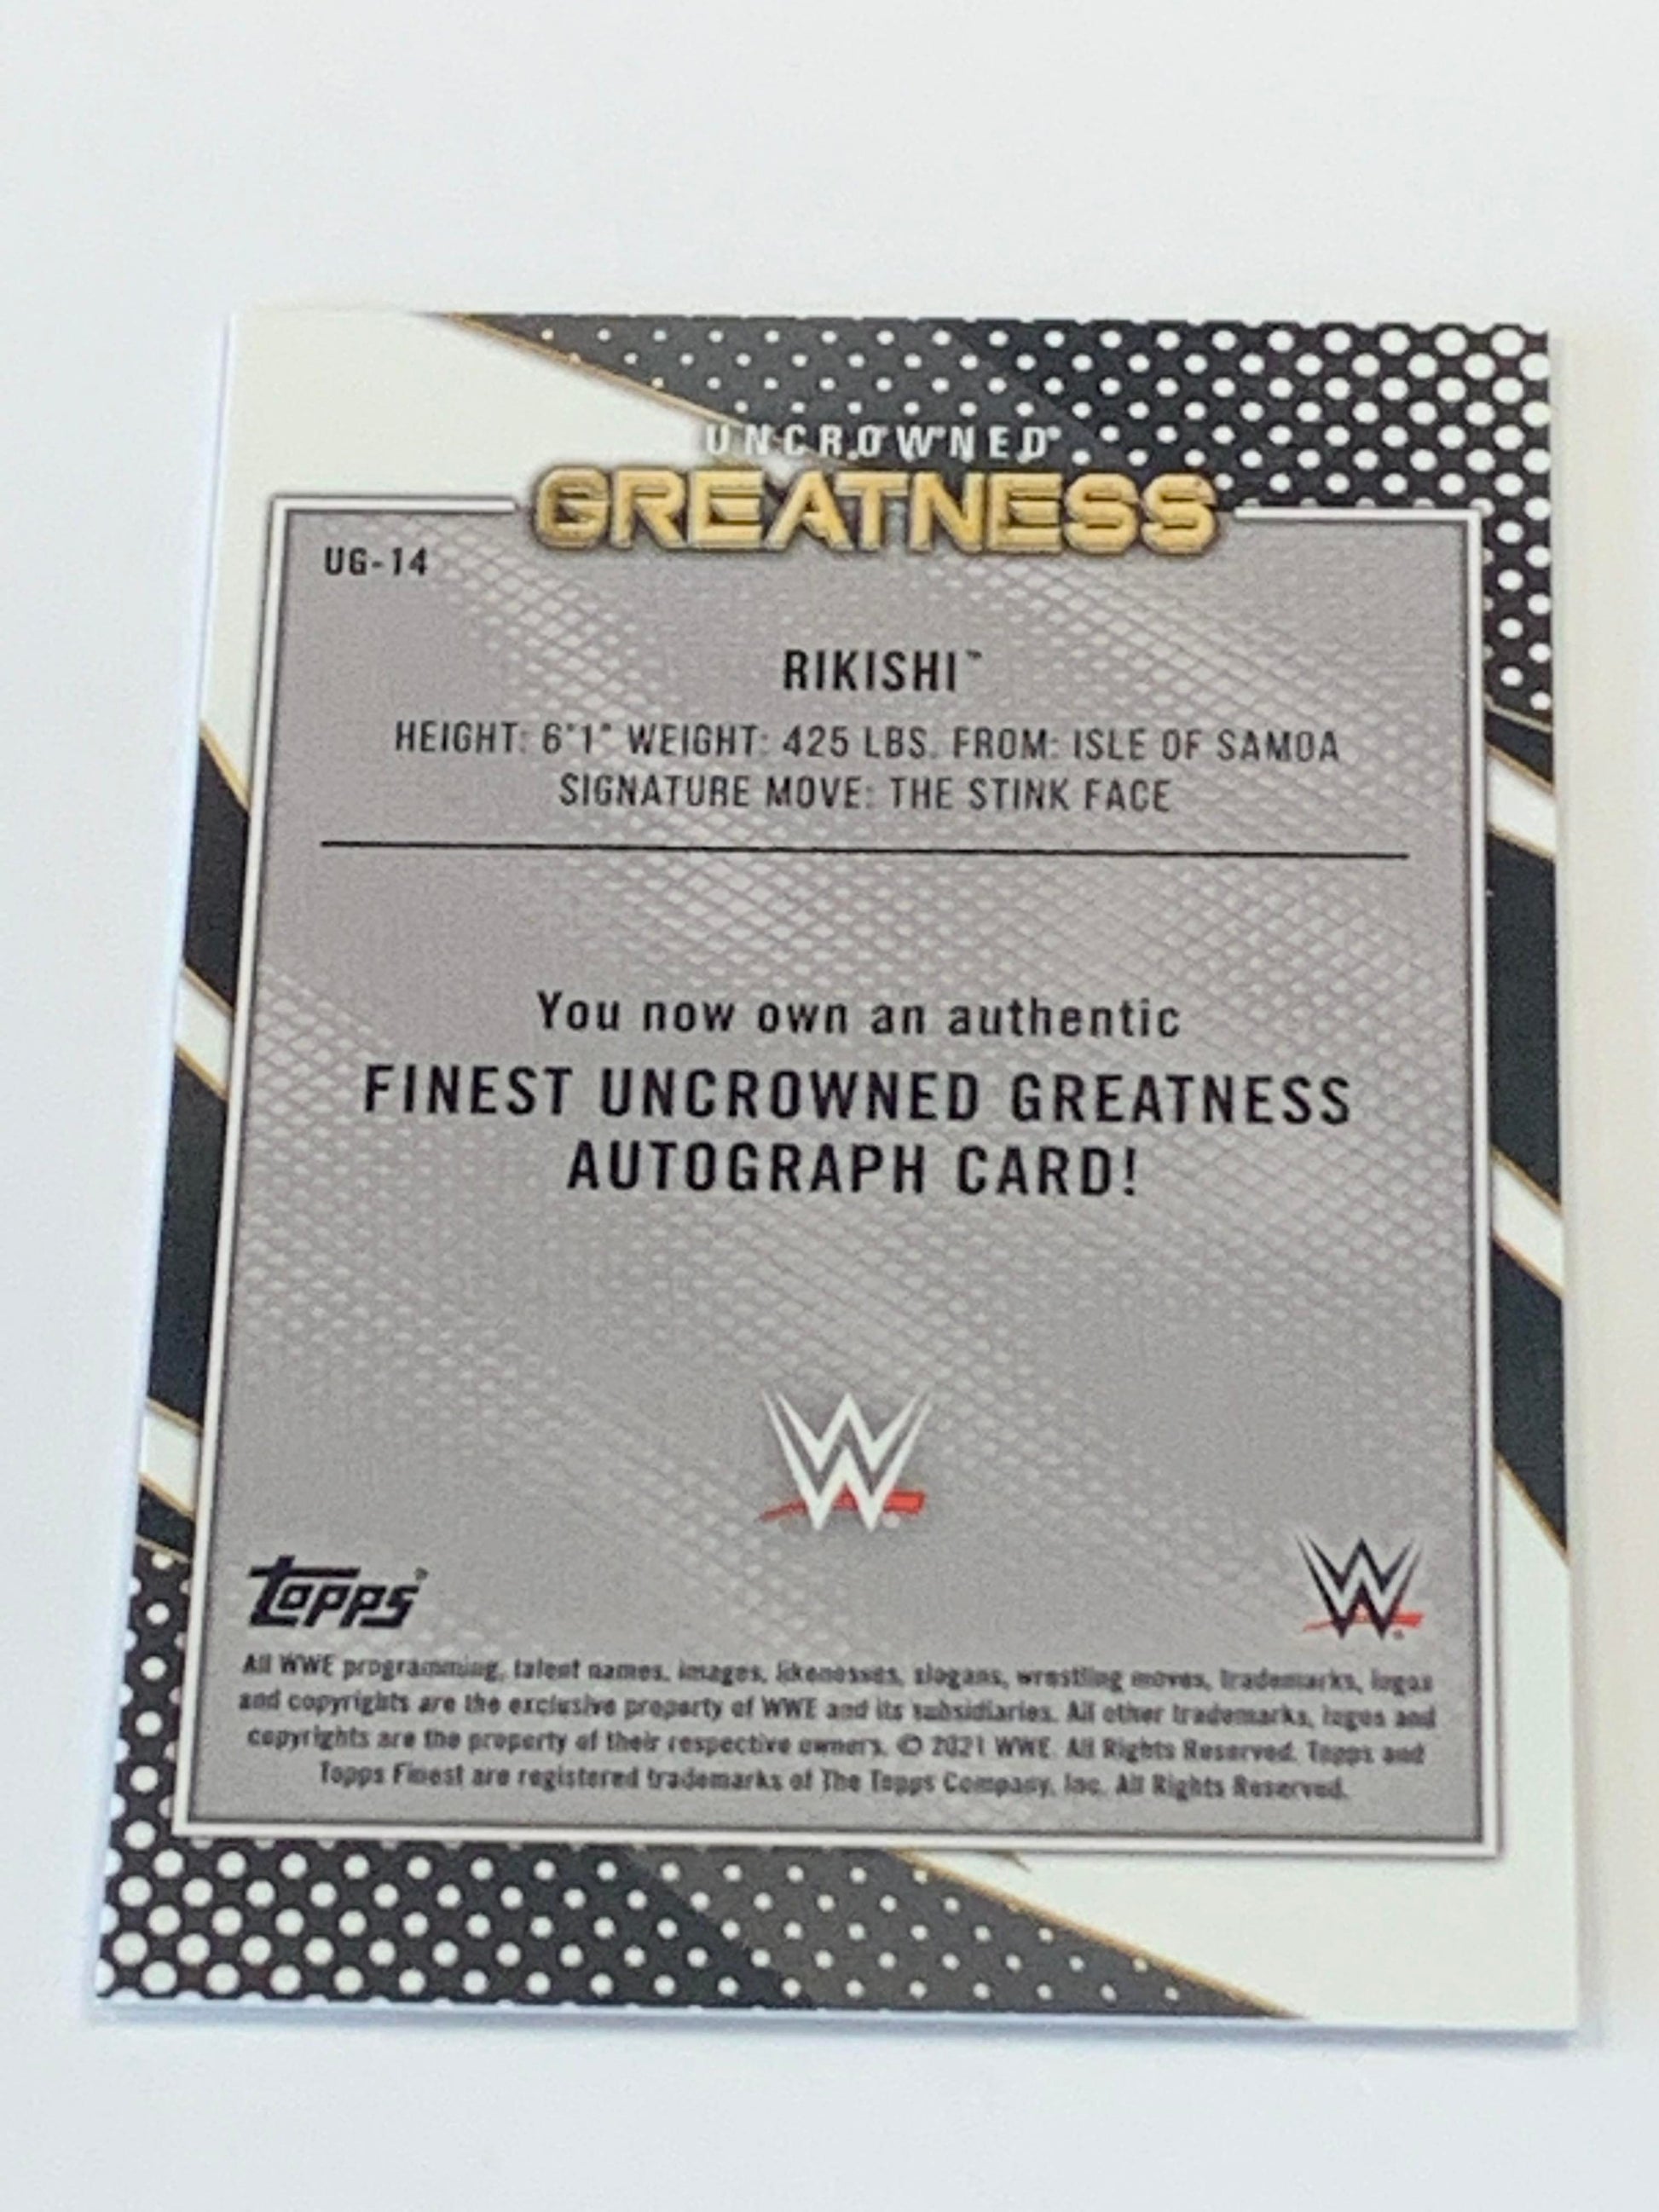 UNCROWNED
GREATNESS
UG-14
RIKISHI™
HEIGHT: 6'1" WEIGHT: 425 LBS. FROM: ISLE OF SAMOA
SIGNATURE MOVE: THE STINK FACE
You now own an authentic
FINEST UNCROWNED GREATNESS
AUTOGRAPH CARD!
W
topps®
W
All WWE programming, talent names, images, likenesses, slogans, wrestling moves, trademarks, logos
and copyrights are the exclusive property of WWE and its subsidiaries. All other trademarks, logos and
copyrights are the property of their respective owners. © 2021 WWE. All Rights Reserved. Topps and
Topps Finest are registered trademarks of The Topps Company, Inc. All Rights Reserved.